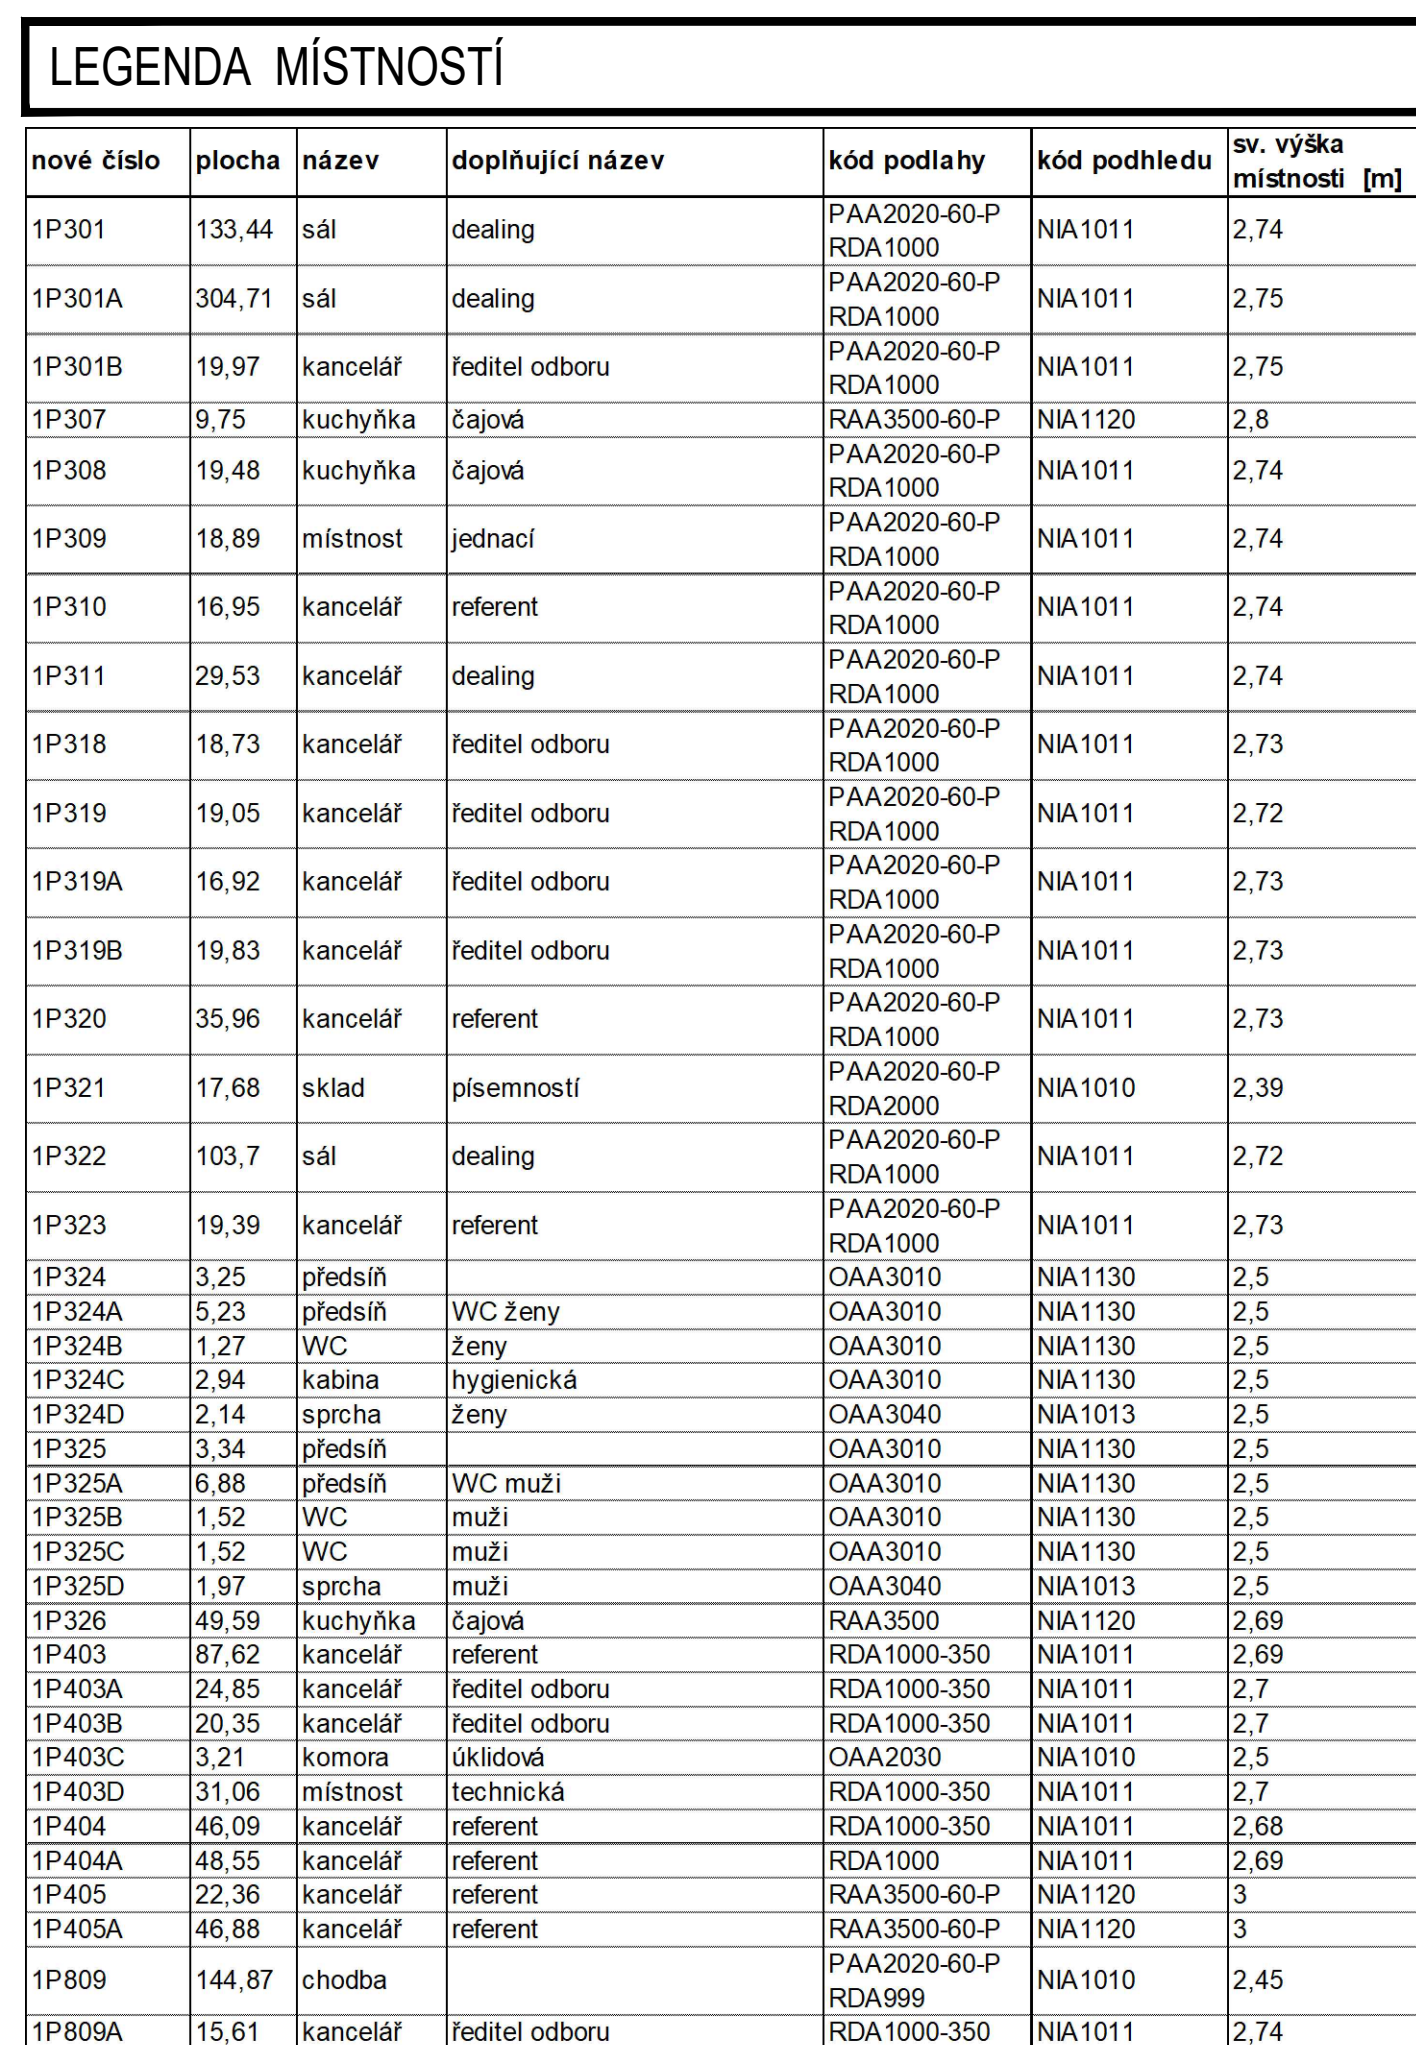 LEGENDA MÍSTNOSTÍ
nové číslo plocha název doplňující název kód podlahy kód podhledu sv. výška místnosti [m]
1P301 133,44 sál dealing PAA2020-60-P RDA1000 NIA1011 2,74
1P301A 304,71 sál dealing PAA2020-60-P RDA1000 NIA1011 2,75
1P301B 19,97 kancelář ředitel odboru PAA2020-60-P RDA1000 NIA1011 2,75
1P307 9,75 kuchyňka čajová RAA3500-60-P NIA1120 2,8
1P308 19,48 kuchyňka čajová PAA2020-60-P RDA1000 NIA1011 2,74
1P309 18,89 místnost jednací PAA2020-60-P RDA1000 NIA1011 2,74
1P310 16,95 kancelář referent PAA2020-60-P RDA1000 NIA1011 2,74
1P311 29,53 kancelář dealing PAA2020-60-P RDA1000 NIA1011 2,74
1P318 18,73 kancelář ředitel odboru PAA2020-60-P RDA1000 NIA1011 2,73
1P319 19,05 kancelář ředitel odboru PAA2020-60-P RDA1000 NIA1011 2,72
1P319A 16,92 kancelář ředitel odboru PAA2020-60-P RDA1000 NIA1011 2,73
1P319B 19,83 kancelář ředitel odboru PAA2020-60-P RDA1000 NIA1011 2,73
1P320 35,96 kancelář referent PAA2020-60-P RDA1000 NIA1011 2,73
1P321 17,68 sklad písemností PAA2020-60-P RDA2000 NIA1010 2,39
1P322 103,7 sál dealing PAA2020-60-P RDA1000 NIA1011 2,72
1P323 19,39 kancelář referent PAA2020-60-P RDA1000 NIA1011 2,73
1P324 3,25 předsíň OAA3010 NIA1130 2,5
1P324A 5,23 předsíň WC ženy OAA3010 NIA1130 2,5
1P324B 1,27 WC ženy OAA3010 NIA1130 2,5
1P324C 2,94 kabina hygienická OAA3010 NIA1130 2,5
1P324D 2,14 sprcha ženy OAA3040 NIA1013 2,5
1P325 3,34 předsíň OAA3010 NIA1130 2,5
1P325A 6,88 předsíň WC muži OAA3010 NIA1130 2,5
1P325B 1,52 WC muži OAA3010 NIA1130 2,5
1P325C 1,52 WC muži OAA3010 NIA1130 2,5
1P325D 1,97 sprcha muži OAA3040 NIA1013 2,5
1P326 49,59 kuchyňka čajová RAA3500 NIA1120 2,69
1P403 87,62 kancelář referent RDA1000-350 NIA1011 2,69
1P403A 24,85 kancelář ředitel odboru RDA1000-350 NIA1011 2,7
1P403B 20,35 kancelář ředitel odboru RDA1000-350 NIA1011 2,7
1P403C 3,21 komora úklidová OAA2030 NIA1010 2,5
1P403D 31,06 místnost technická RDA1000-350 NIA1011 2,7
1P404 46,09 kancelář referent RDA1000-350 NIA1011 2,68
1P404A 48,55 kancelář referent RDA1000 NIA1011 2,69
1P405 22,36 kancelář referent RAA3500-60-P NIA1120 3
1P405A 46,88 kancelář referent RAA3500-60-P NIA1120 3
1P809 144,87 chodba PAA2020-60-P RDA999 NIA1010 2,45
1P809A 15,61 kancelář ředitel odboru RDA1000-350 NIA1011 2,74